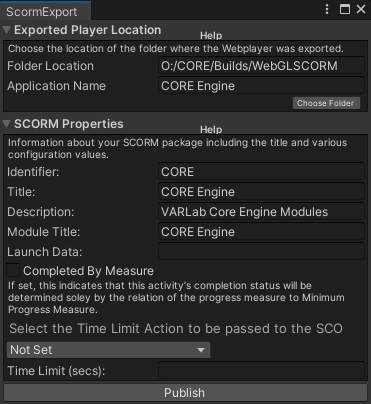 ScormExport
Exported Player Location
Help
Choose the location of the folder where the Webplayer was exported.
Folder Location O:/CORE/Builds/WebGLSCORM
Application Name CORE Engine
Choose Folder
SCORM Properties
Help
Information about your SCORM package including the title and various
configuration values.
Identifier: CORE
Title: CORE Engine
Description: VARLab Core Engine Modules
Module Title: CORE Engine
Launch Data:
Completed By Measure
If set, this indicates that this activity's completion status will be
determined soley by the relation of the progress measure to Minimum
Progress Measure.
Select the Time Limit Action to be passed to the SCO
Not Set
Time Limit (secs):
Publish